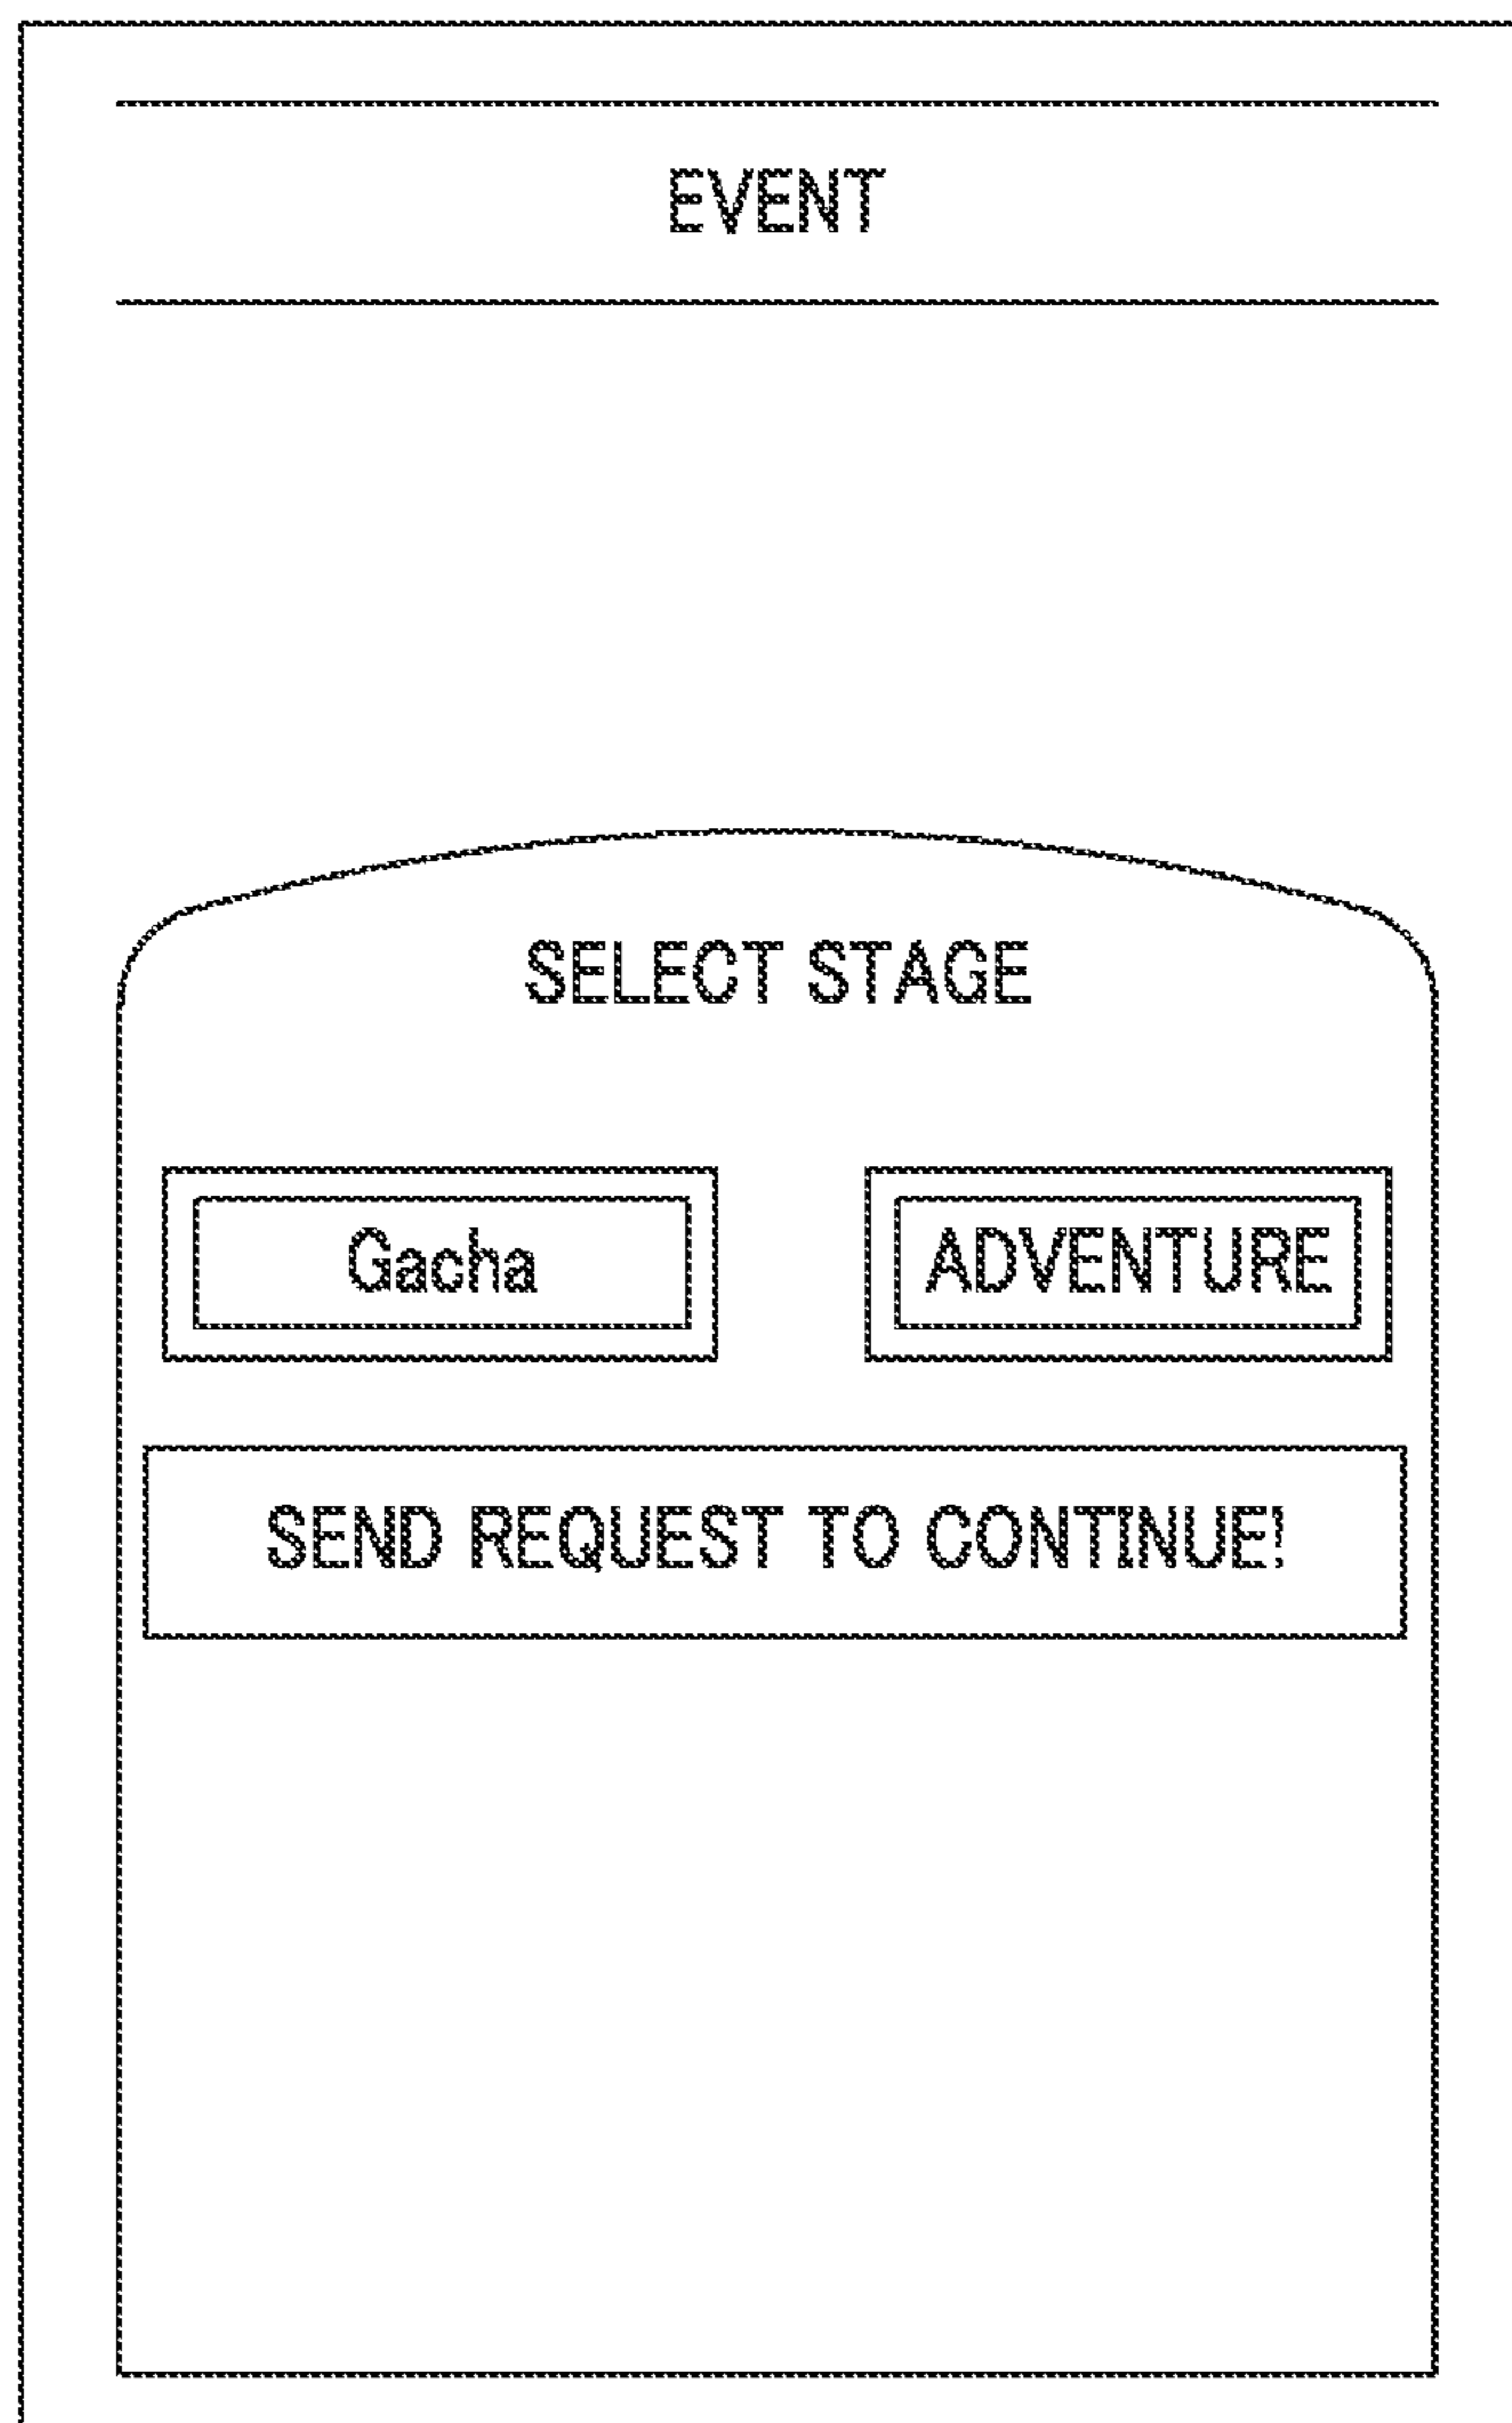 EVENT
SELECT STAGE
Gacha
ADVENTURE
SEND REQUEST TO CONTINUE!